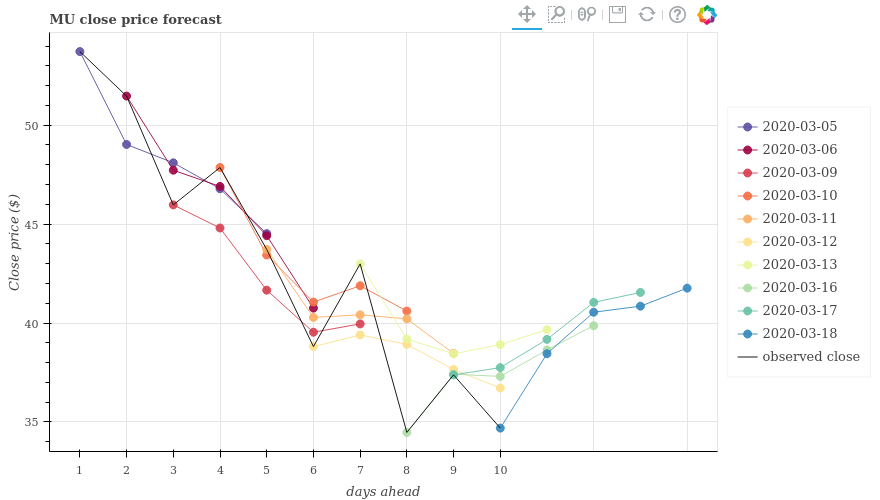 MU close price forecast
Close price ($)
50
45
40
35
1 2 3 4 5 6 7 8 9 10
days ahead
2020-03-05
2020-03-06
2020-03-09
2020-03-10
2020-03-11
2020-03-12
2020-03-13
2020-03-16
2020-03-17
2020-03-18
observed close